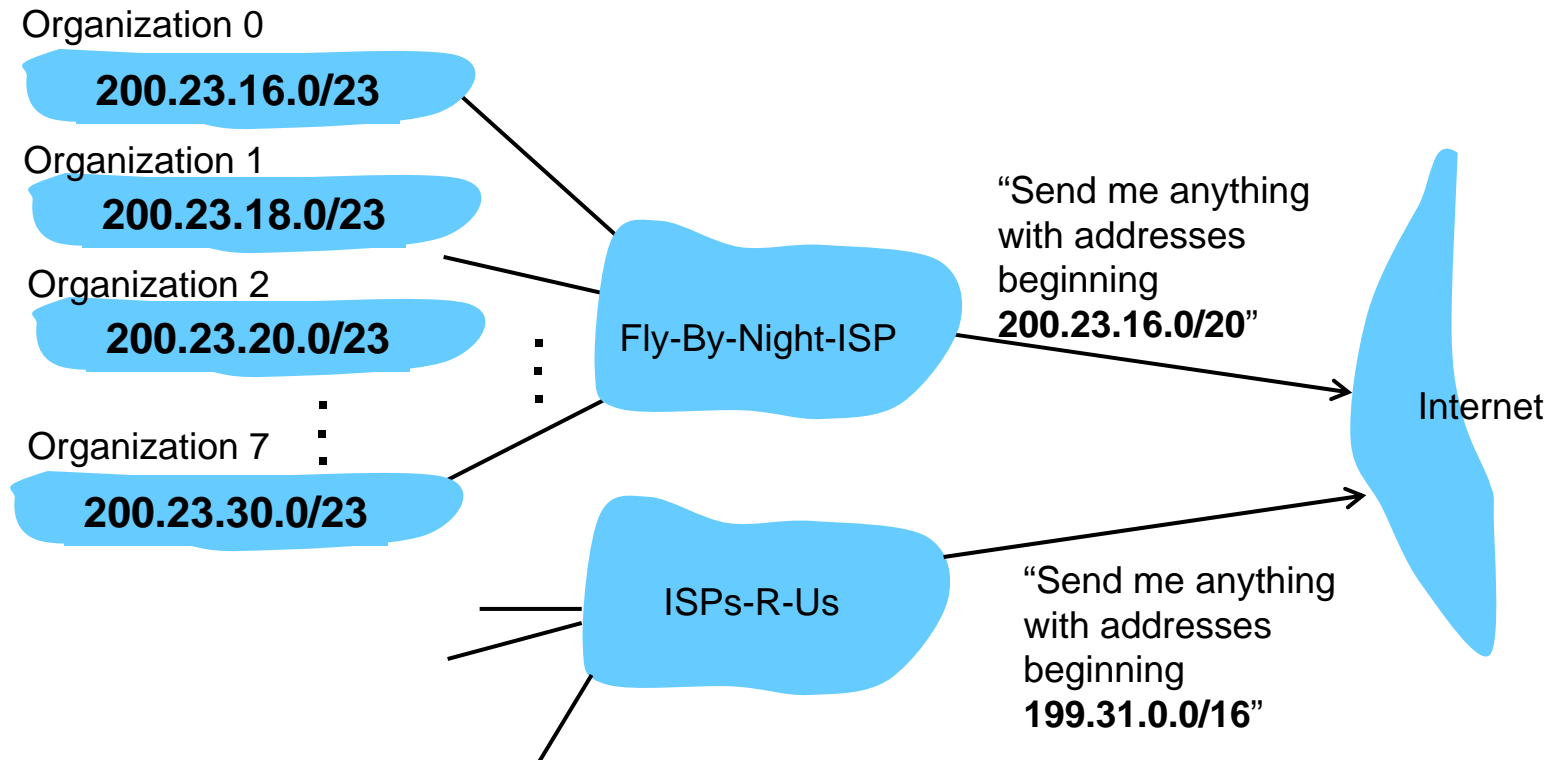 Organization 0
200.23.16.0/23
Organization 1
200.23.18.0/23
Organization 2
200.23.20.0/23
Organization 7
200.23.30.0/23
Fly-By-Night-ISP
“Send me anything
with addresses
beginning
200.23.16.0/20”
Internet
ISPs-R-Us
“Send me anything
with addresses
beginning
199.31.0.0/16”